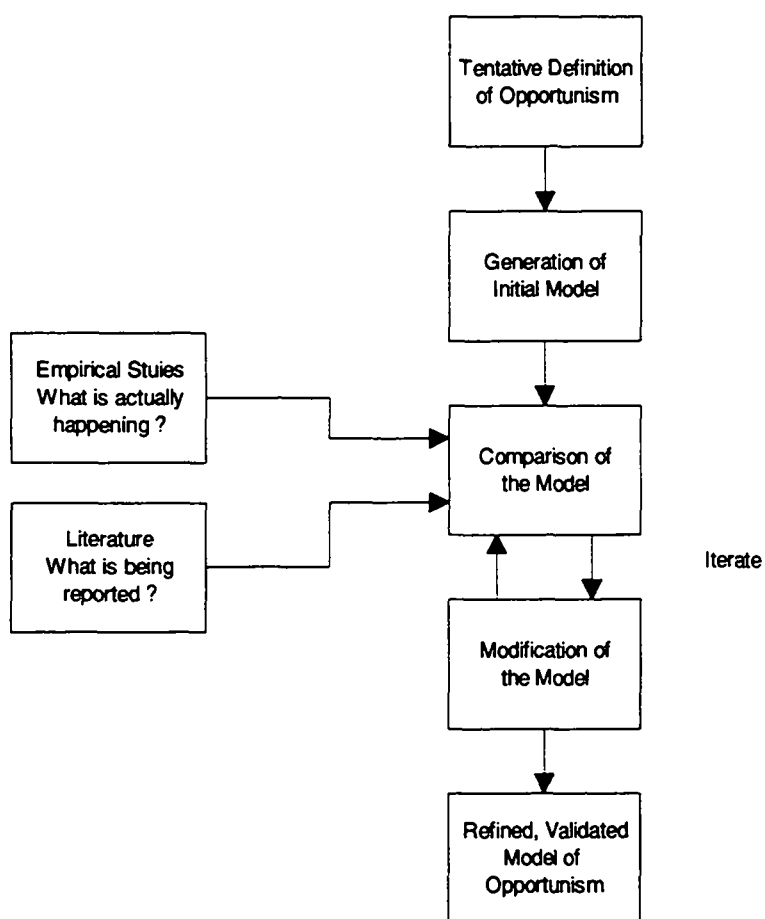 Tentative Definition
of Opportunism
Generation of
Initial Model
Empirical Stuies
What is actually
happening ?
Comparison of
the Model
Literature
What is being
reported ?
Iterate
Modification of
the Model
Refined, Validated
Model of
Opportunism